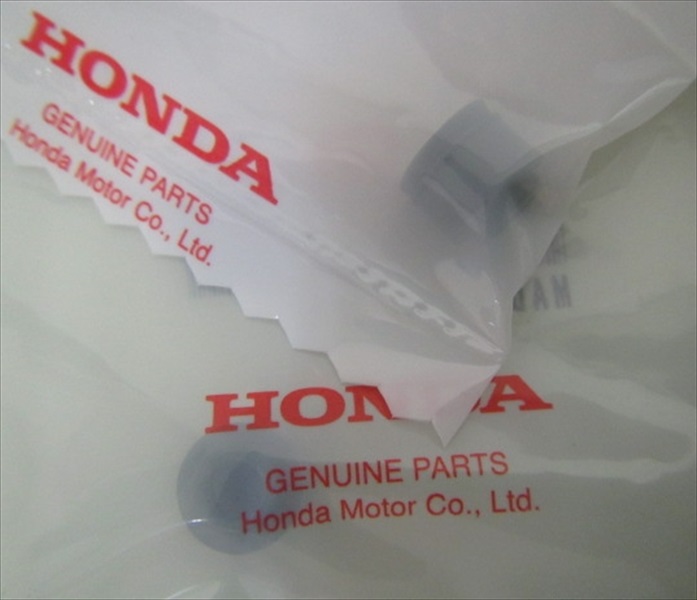 HONDA
GENUINE PARTS
Honda Motor Co., Ltd.
HONDA
GENUINE PARTS
Honda Motor Co., Ltd.